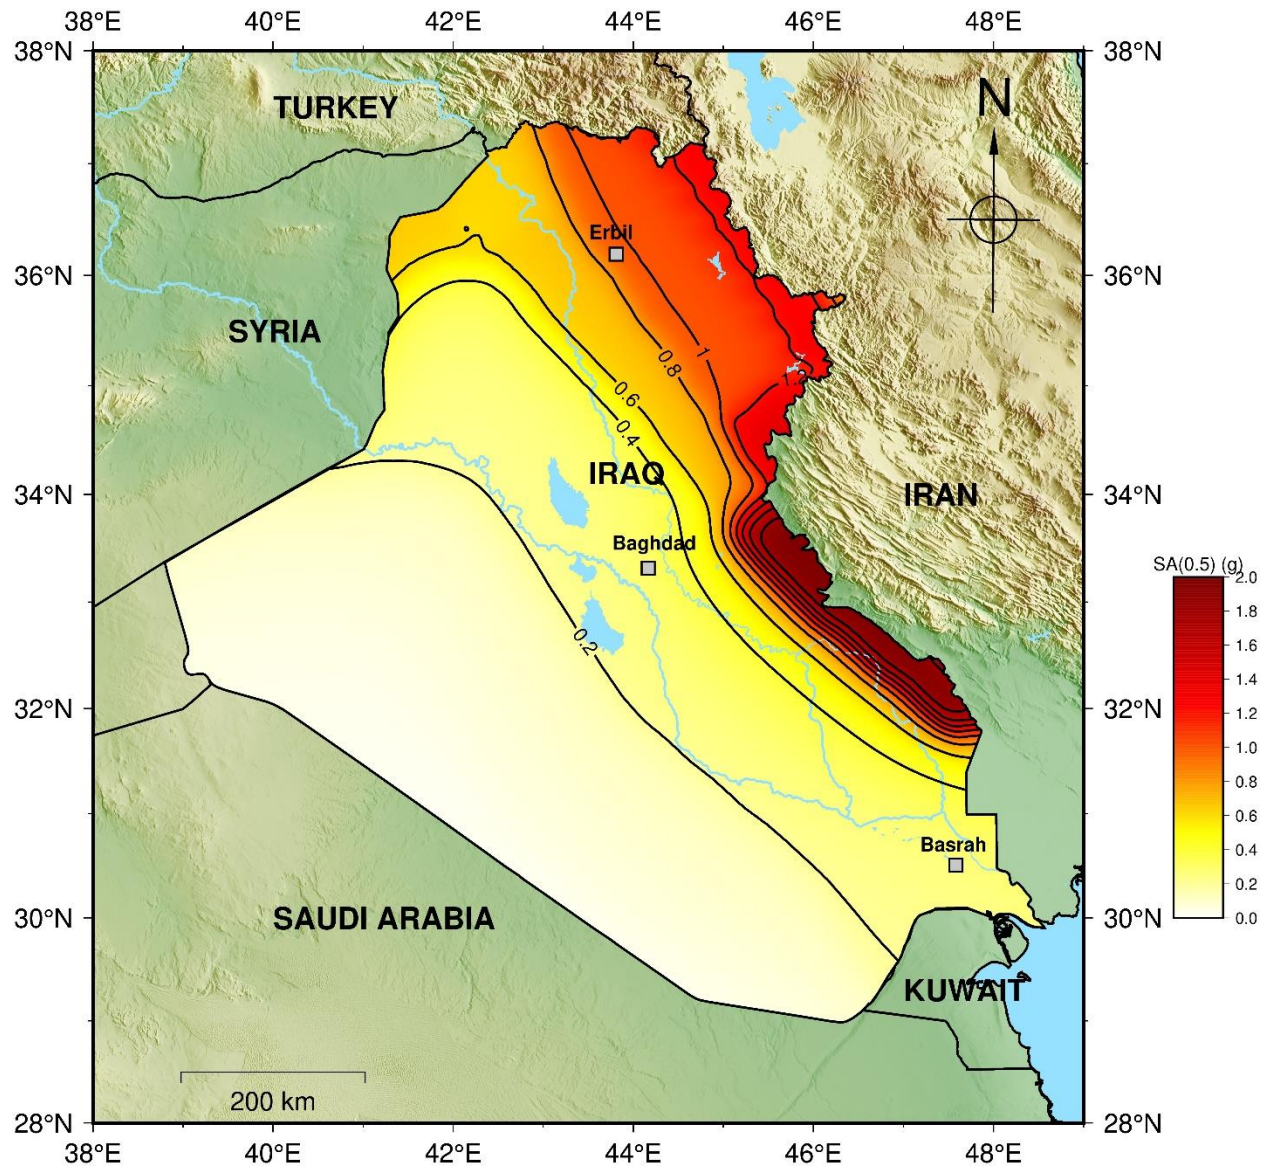 38°E 40°E 42°E 44°E 46°E 48°E
38°N 38°N
TURKEY
N
Erbil
36°N 36°N
SYRIA
1
0.8
0.6
0.4
IRAQ
34°N IRAN 34°N
Baghdad
SA(0.5) (g)
2.0
1.8
1.6
1.4
1.2
1.0
0.8
0.6
0.4
0.2
0.0
0.2
32°N 32°N
Basrah
30°N SAUDI ARABIA 30°N
KUWAIT
200 km
28°N 28°N
38°E 40°E 42°E 44°E 46°E 48°E